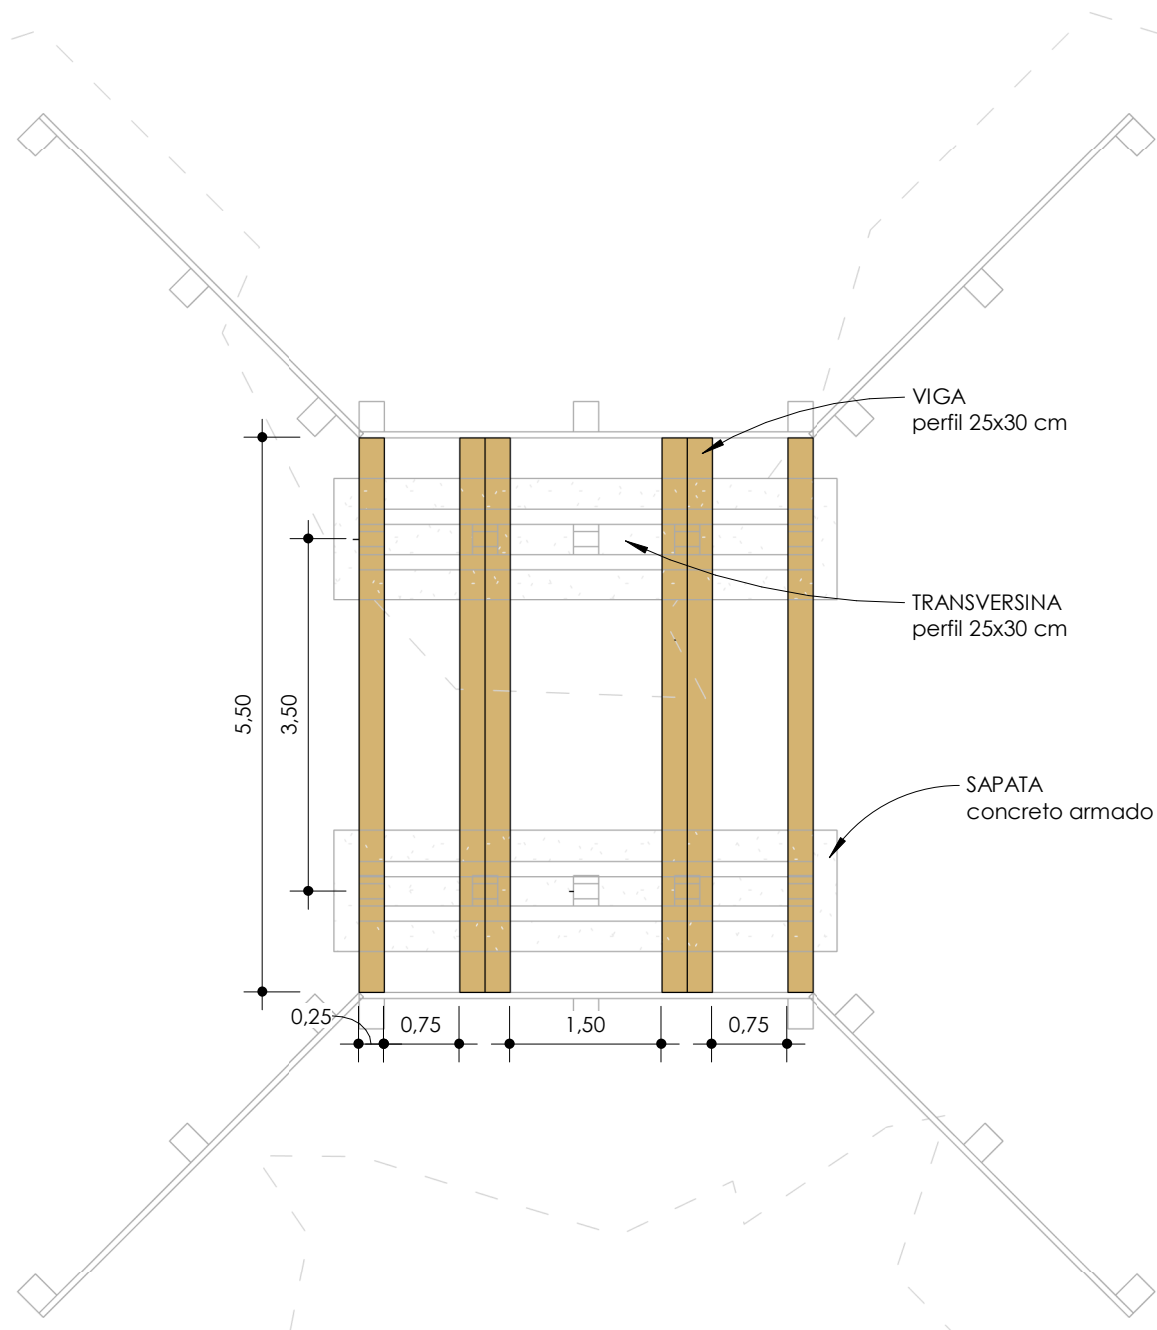 VIGA
perfil 25x30 cm
TRANSVERSINA
perfil 25x30 cm
5,50
3,50
SAPATA
concreto armado
0,25
0,75
1,50
0,75